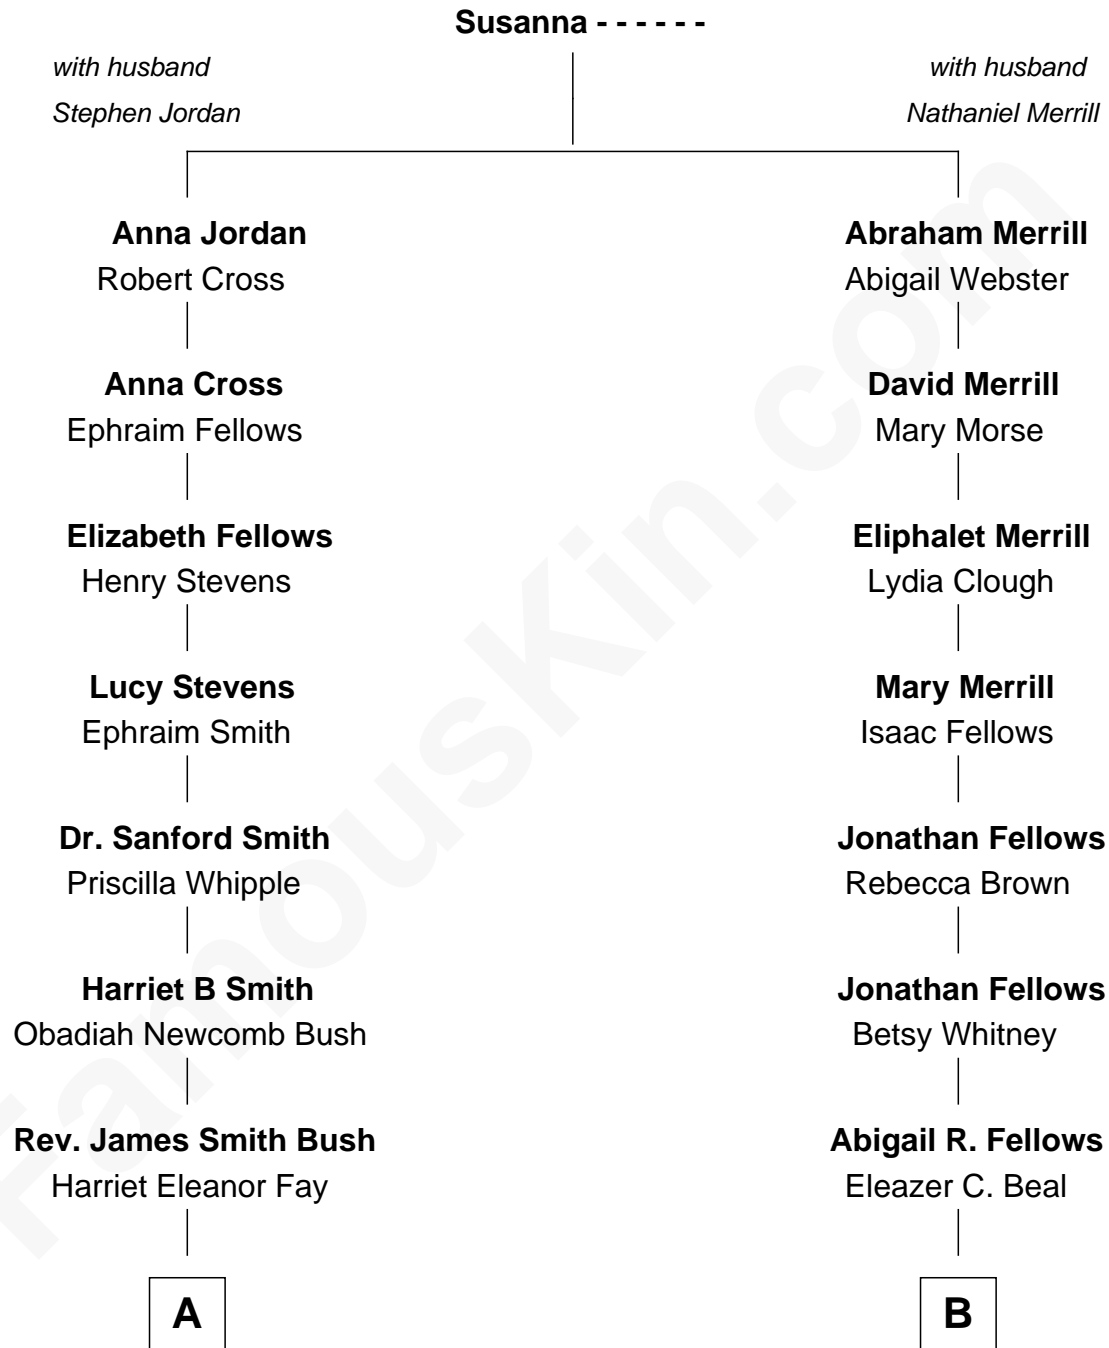 Susanna - - - - - -
with husband
Stephen Jordan
with husband
Nathaniel Merrill
Anna Jordan
Robert Cross
Abraham Merrill
Abigail Webster
Anna Cross
Ephraim Fellows
David Merrill
Mary Morse
Elizabeth Fellows
Henry Stevens
Eliphalet Merrill
Lydia Clough
Lucy Stevens
Ephraim Smith
Mary Merrill
Isaac Fellows
Dr. Sanford Smith
Priscilla Whipple
Jonathan Fellows
Rebecca Brown
Harriet B Smith
Obadiah Newcomb Bush
Jonathan Fellows
Betsy Whitney
Rev. James Smith Bush
Harriet Eleanor Fay
Abigail R. Fellows
Eleazer C. Beal
A
B
FamousKin.com